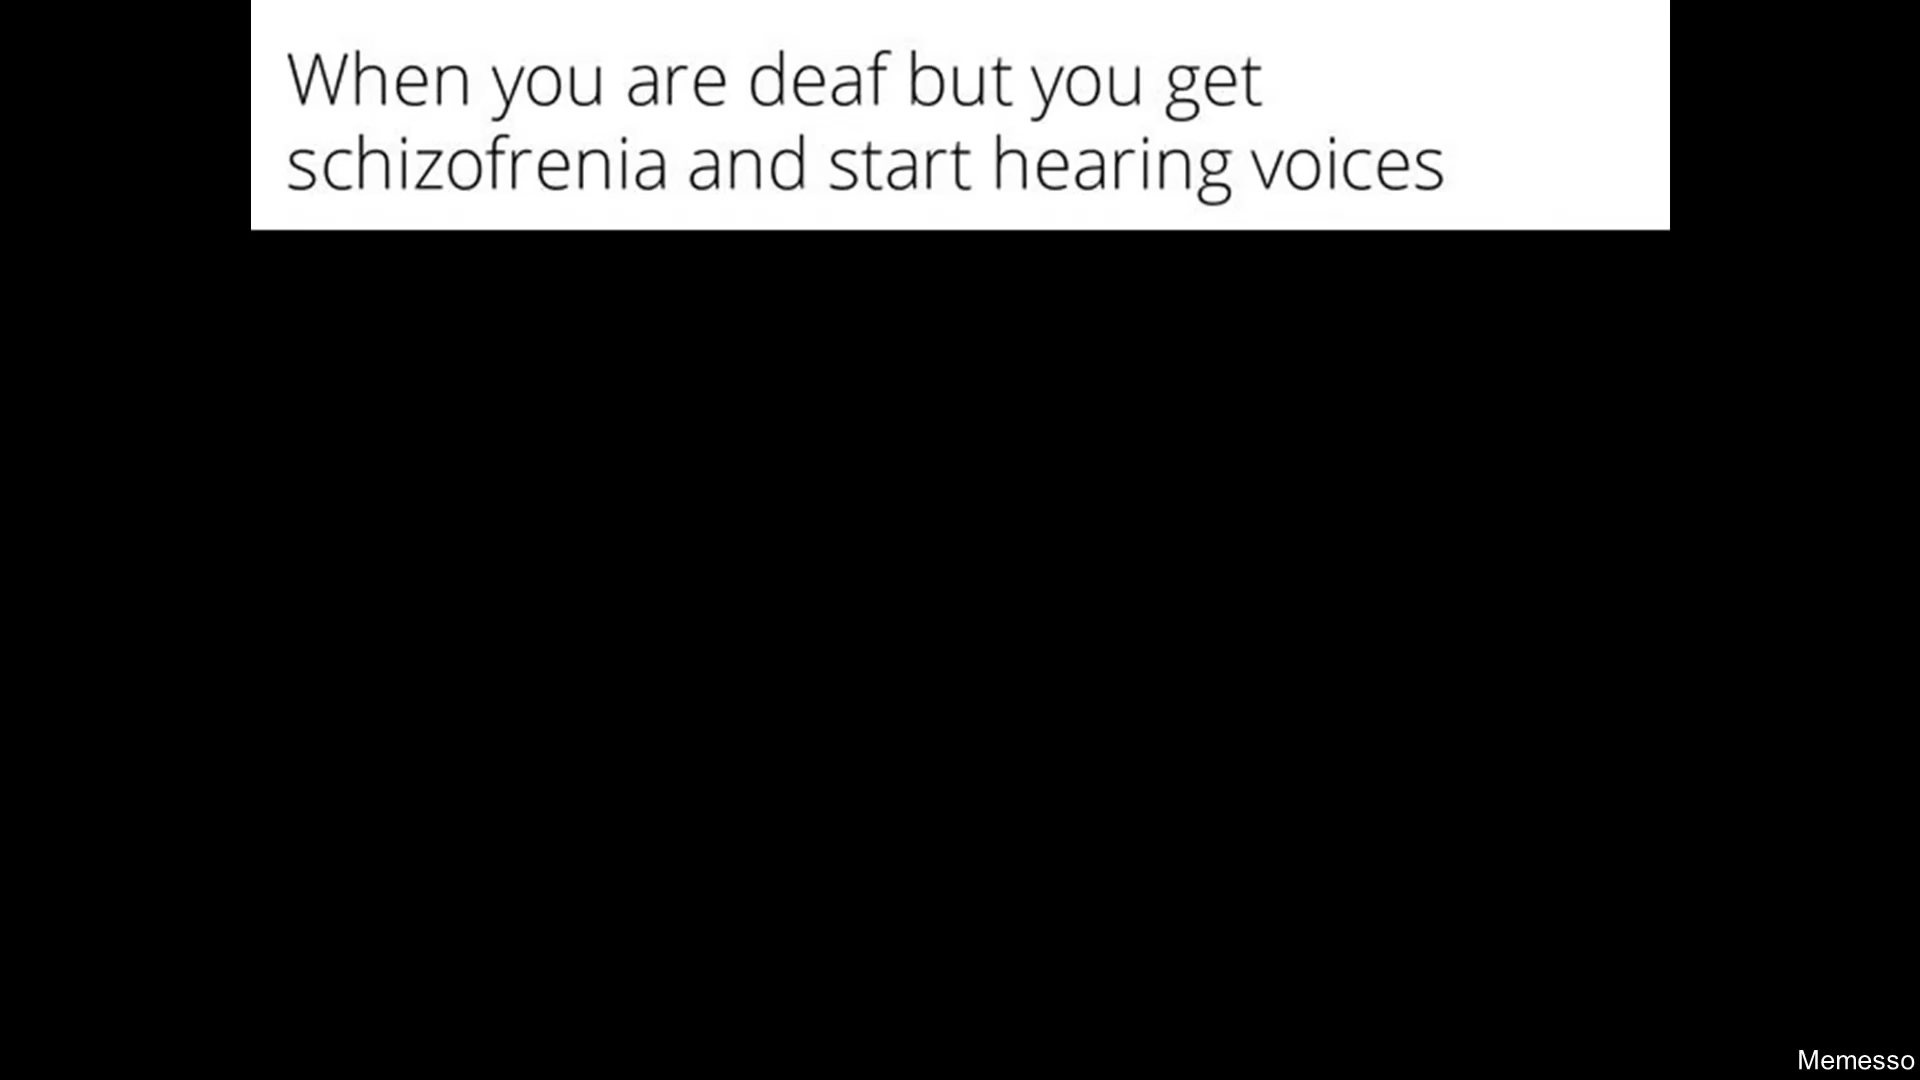 When you are deaf but you get
schizofrenia and start hearing voices
Memesso